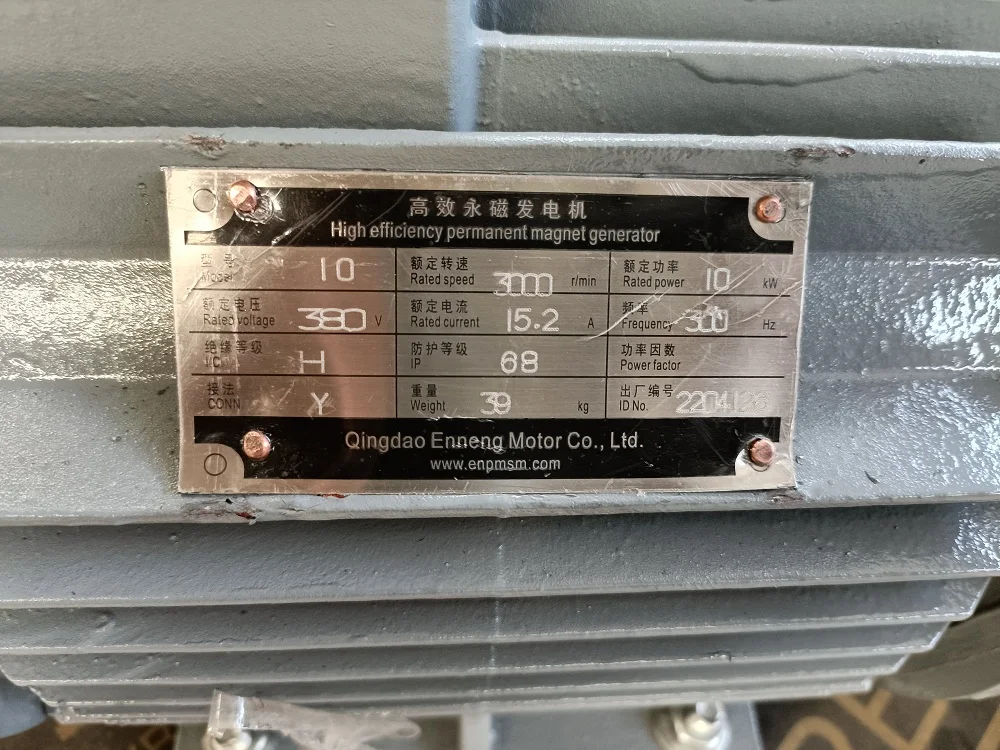 高效永磁发电机
High efficiency permanent magnet generator
型号 10 额定转速 3000 r/min 额定功率 10 kW
Model Rated speed Rated power
额定电压 380 V 额定电流 15.2 A 频率 300 Hz
Rated voltage Rated current Frequency
绝缘等级 H 防护等级 68 功率因数
I/C IP Power factor
接法 Y 重量 39 kg 出厂编号
CONN Weight ID No.
Qingdao Enneng Motor Co., Ltd.
www.enpmsm.com